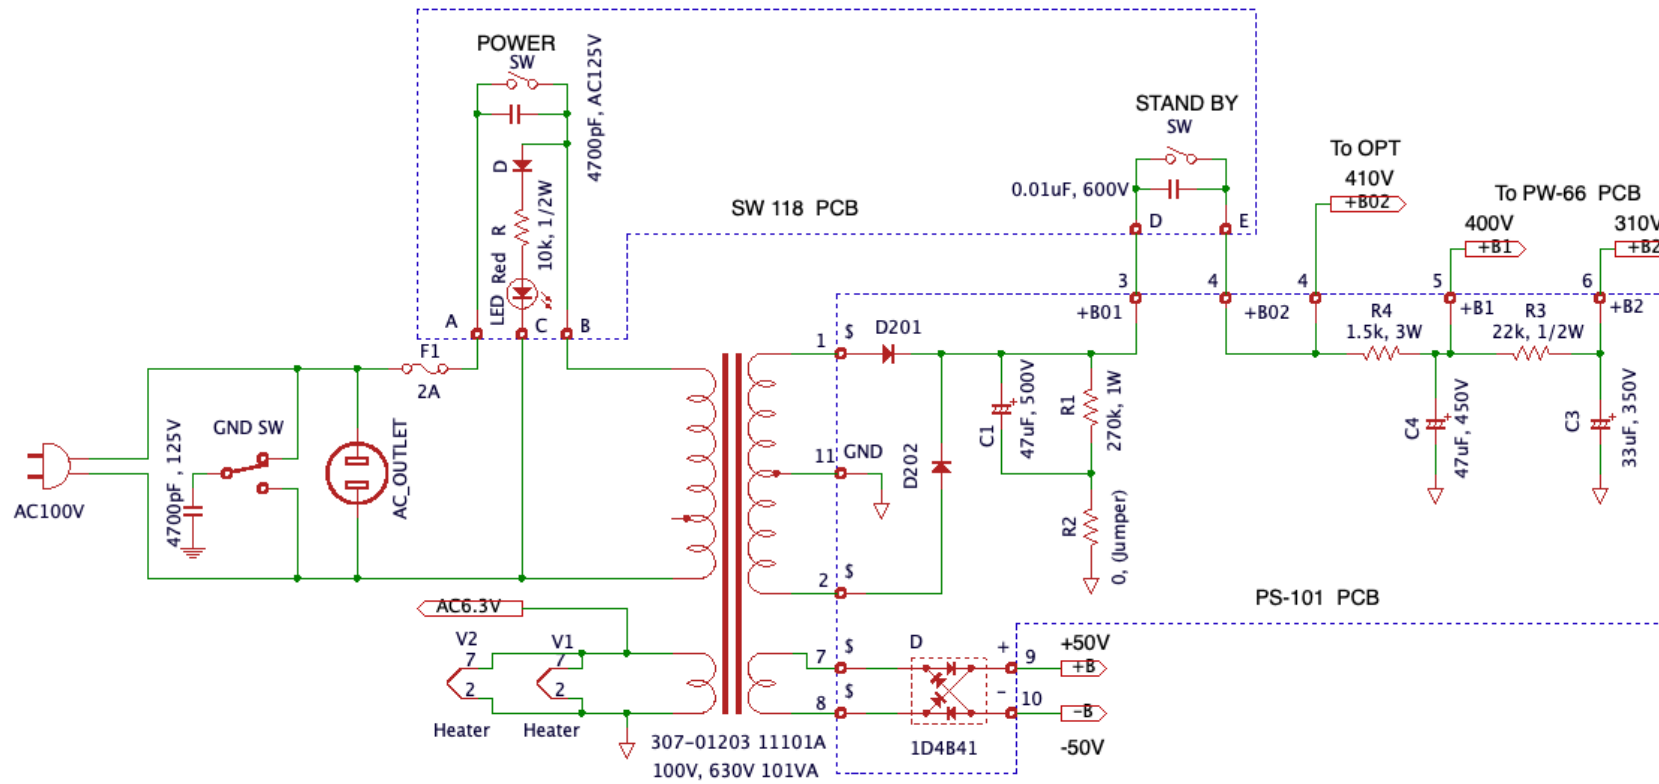 POWER
SW
4700pF, AC125V
D
R
10k, 1/2W
LED Red
A
C
B
SW 118 PCB
STAND BY
SW
0.01uF, 600V
D
E
To OPT
410V
+B02
To PW-66 PCB
400V
+B1
310V
+B2
3
4
4
5
6
+B01
+B02
+B1
+B2
R4
1.5k, 3W
R3
22k, 1/2W
F1
2A
GND SW
4700pF, 125V
AC_OUTLET
AC100V
1
$
D201
11
GND
D202
2
$
C1
47uF, 500V
R1
270k, 1W
R2
0, (Jumper)
C4
47uF, 450V
C3
33uF, 350V
PS-101 PCB
AC6.3V
V2
7
2
Heater
V1
7
2
Heater
7
$
8
$
D
+
-
1D4B41
9
10
+50V
+B
-B
-50V
307-01203 11101A
100V, 630V 101VA